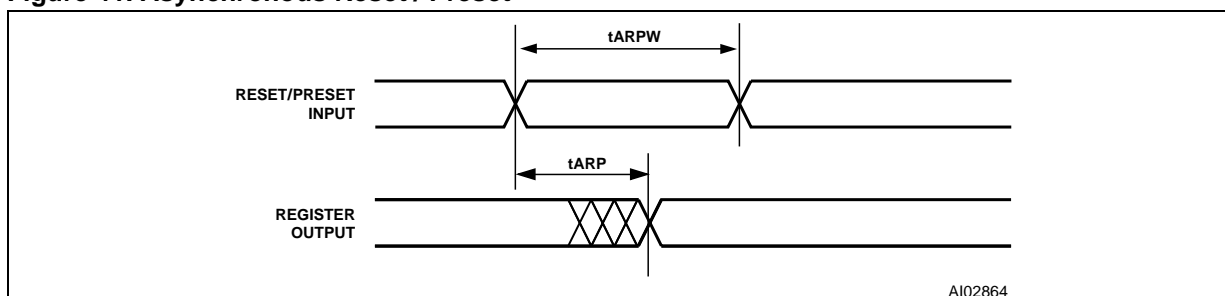 tARPW
RESET/PRESET
INPUT
tARP
REGISTER
OUTPUT
AI02864